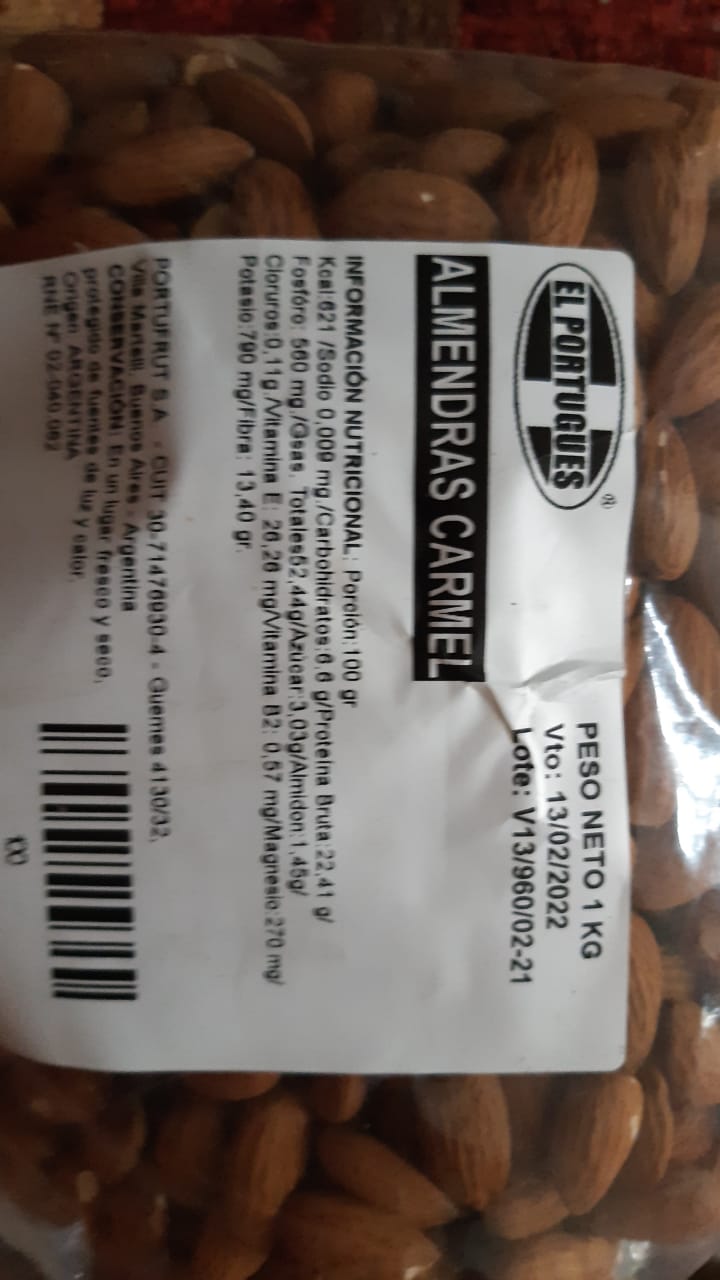 EL PORTUGUES ®
PESO NETO 1 KG
Vto: 13/02/2022
Lote: V13/960/02-21
ALMENDRAS CARMEL
INFORMACIÓN NUTRICIONAL: Porción:100 gr
Kcal:621 /Sodio 0,009 mg./Carbohidratos:6.6 g/Proteína Bruta:22,41 g/
Fosfóro: 560 mg./Gsas. Totales52,44g/Azúcar:3,03g/Almidon:1,45g/
Cloruros:0,11g./Vitamina E: 26,26 mg/Vitamina B2: 0,57 mg/Magnesio:270 mg/
Potasio:790 mg/Fibra: 13,40 gr.
PORTUFRUT S.A. - CUIT 30-71476930-4 - Guemes 4130/32,
Villa Martelli, Buenos Aires - Argentina
CONSERVACIÓN: En un lugar fresco y seco,
protegido de fuentes de luz y calor.
Origen: ARGENTINA
RNE Nº 02-040.082